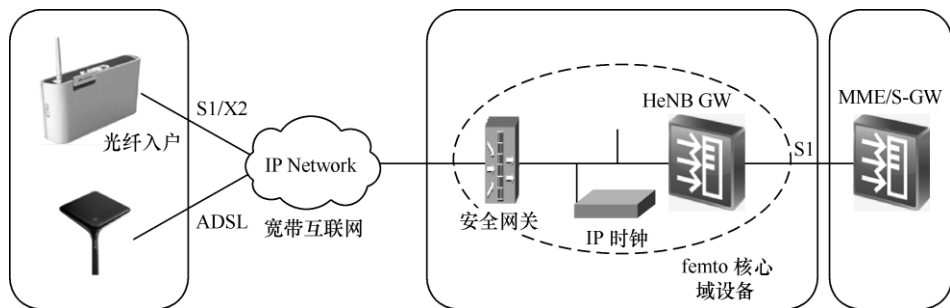 光纤入户
S1/X2
IP Network
ADSL
宽带互联网
安全网关
IP 时钟
HeNB GW
S1
femto 核心
域设备
MME/S-GW